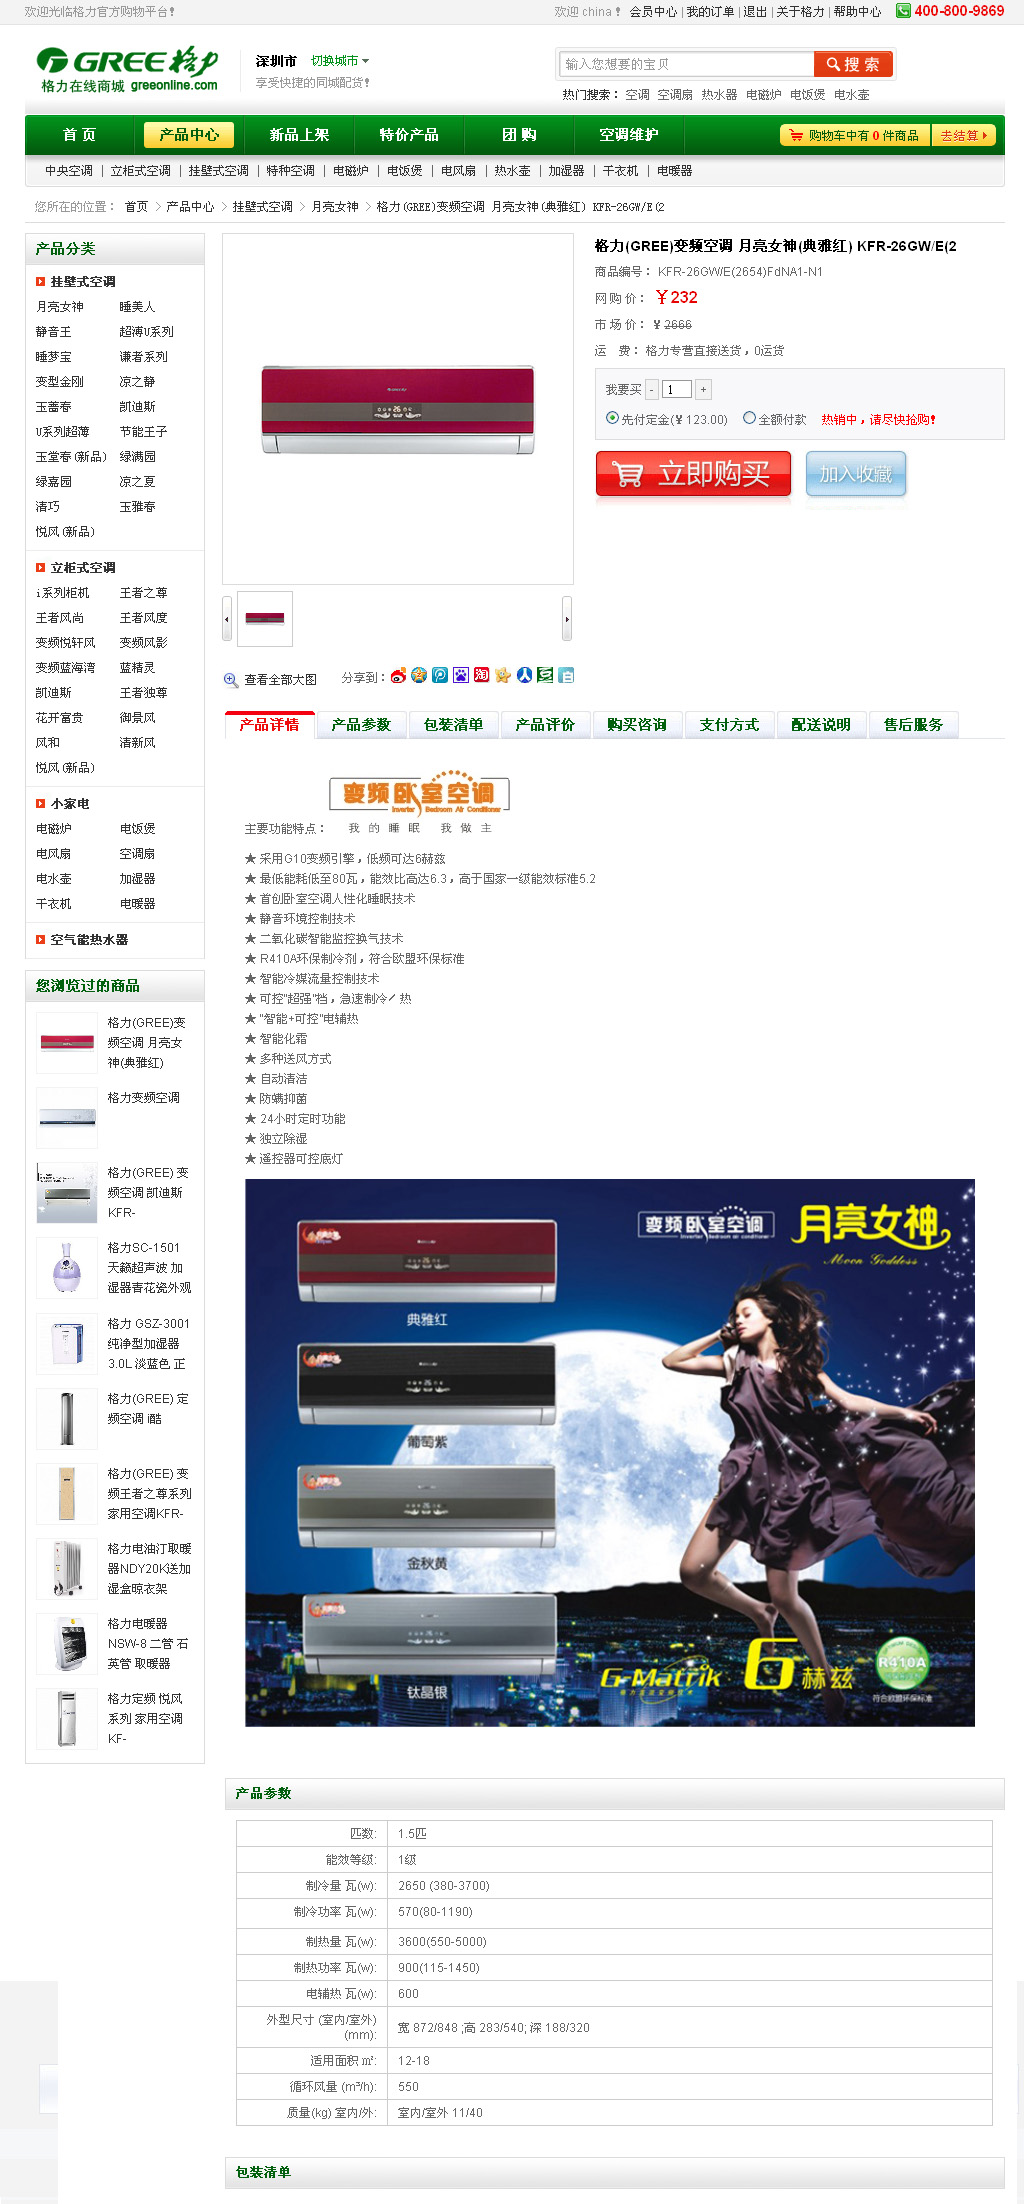 欢迎光临格力官方购物平台!
欢迎 china ! 会员中心 | 我的订单 | 退出 | 关于格力 | 帮助中心 400-800-9869
GREE格力
格力在线商城 greeonline.com
深圳市 切换城市
享受快捷的同城配货!
输入您想要的宝贝 搜 索
热门搜索: 空调 空调扇 热水器 电磁炉 电饭煲 电水壶
首 页 产品中心 新品上架 特价产品 团 购 空调维护 购物车中有 0 件商品 去结算
中央空调 | 立柜式空调 | 挂壁式空调 | 特种空调 | 电磁炉 | 电饭煲 | 电风扇 | 热水壶 | 加湿器 | 干衣机 | 电暖器
您所在的位置: 首页 > 产品中心 > 挂壁式空调 > 月亮女神 > 格力(GREE)变频空调 月亮女神(典雅红) KFR-26GW/E(2
产品分类
挂壁式空调
月亮女神 睡美人
静音王 超薄U系列
睡梦宝 谦者系列
变型金刚 凉之静
玉蔷春 凯迪斯
U系列超薄 节能王子
玉堂春(新品) 绿满园
绿嘉园 凉之夏
清巧 玉雅春
悦风(新品)
立柜式空调
i系列柜机 王者之尊
王者风尚 王者风度
变频悦轩风 变频风影
变频蓝海湾 蓝精灵
凯迪斯 王者独尊
花开富贵 御景风
风和 清新风
悦风(新品)
小家电
电磁炉 电饭煲
电风扇 空调扇
电水壶 加湿器
干衣机 电暖器
空气能热水器
您浏览过的商品
格力(GREE)变
频空调 月亮女
神(典雅红)
格力变频空调
格力(GREE) 变
频空调 凯迪斯
KFR-
格力SC-1501
天籁超声波 加
湿器青花瓷外观
格力 GSZ-3001
纯净型加湿器
3.0L 淡蓝色 正
格力(GREE) 定
频空调 i酷
格力(GREE) 变
频王者之尊系列
家用空调KFR-
格力电油汀取暖
器NDY20K送加
湿盒晾衣架
格力电暖器
NSW-8 二管 石
英管 取暖器
格力定频 悦风
系列 家用空调
KF-
格力(GREE)变频空调 月亮女神(典雅红) KFR-26GW/E(2
商品编号: KFR-26GW/E(2654)FdNA1-N1
网 购 价: ¥232
市 场 价: ¥ 2666
运 费: 格力专营直接送货,0运货
我要买 - 1 +
先付定金(¥ 123.00) 全额付款 热销中,请尽快抢购!
立即购买 加入收藏
查看全部大图 分享到:
产品详情 产品参数 包装清单 产品评价 购买咨询 支付方式 配送说明 售后服务
变频卧室空调
Inverter Bedroom Air Conditioner
主要功能特点: 我的睡眠 我做主
★ 采用G10变频引擎,低频可达6赫兹
★ 最低能耗低至80瓦,能效比高达6.3,高于国家一级能效标准5.2
★ 首创卧室空调人性化睡眠技术
★ 静音环境控制技术
★ 二氧化碳智能监控换气技术
★ R410A环保制冷剂,符合欧盟环保标准
★ 智能冷媒流量控制技术
★ 可控"超强"档,急速制冷／热
★ "智能+可控"电辅热
★ 智能化霜
★ 多种送风方式
★ 自动清洁
★ 防螨抑菌
★ 24小时定时功能
★ 独立除湿
★ 遥控器可控底灯
变频卧室空调 月亮女神
Inverter Bedroom air conditioner Moon Goddess
典雅红
葡萄紫
金秋黄
钛晶银
G-Matrik 6赫兹 R410A
符合欧盟环保标准
产品参数
匹数: 1.5匹
能效等级: 1级
制冷量 瓦(w): 2650 (380-3700)
制冷功率 瓦(w): 570(80-1190)
制热量 瓦(w): 3600(550-5000)
制热功率 瓦(w): 900(115-1450)
电辅热 瓦(w): 600
外型尺寸 (室内/室外)
(mm): 宽 872/848 ;高 283/540; 深 188/320
适用面积 ㎡: 12-18
循环风量 (m³/h): 550
质量(kg) 室内/外: 室内/室外 11/40
包装清单